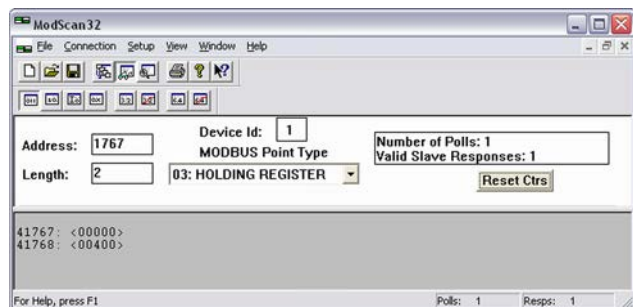 ModScan32
File Connection Setup View Window Help
Address: 1767
Device Id: 1
MODBUS Point Type
Length: 2
03: HOLDING REGISTER
Number of Polls: 1
Valid Slave Responses: 1
Reset Ctrs
41767: <00000>
41768: <00400>
For Help, press F1
Polls: 1
Resps: 1